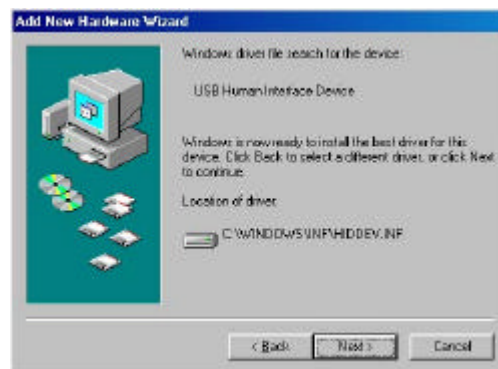 Add New Hardware Wizard
Windows driver file search for the device:
USB Human Interface Device
Windows is now ready to install the best driver for this
device. Click Back to select a different driver, or click Next
to continue.
Location of driver:
C:\WINDOWS\INF\HIDDEV.INF
< Back
Next >
Cancel